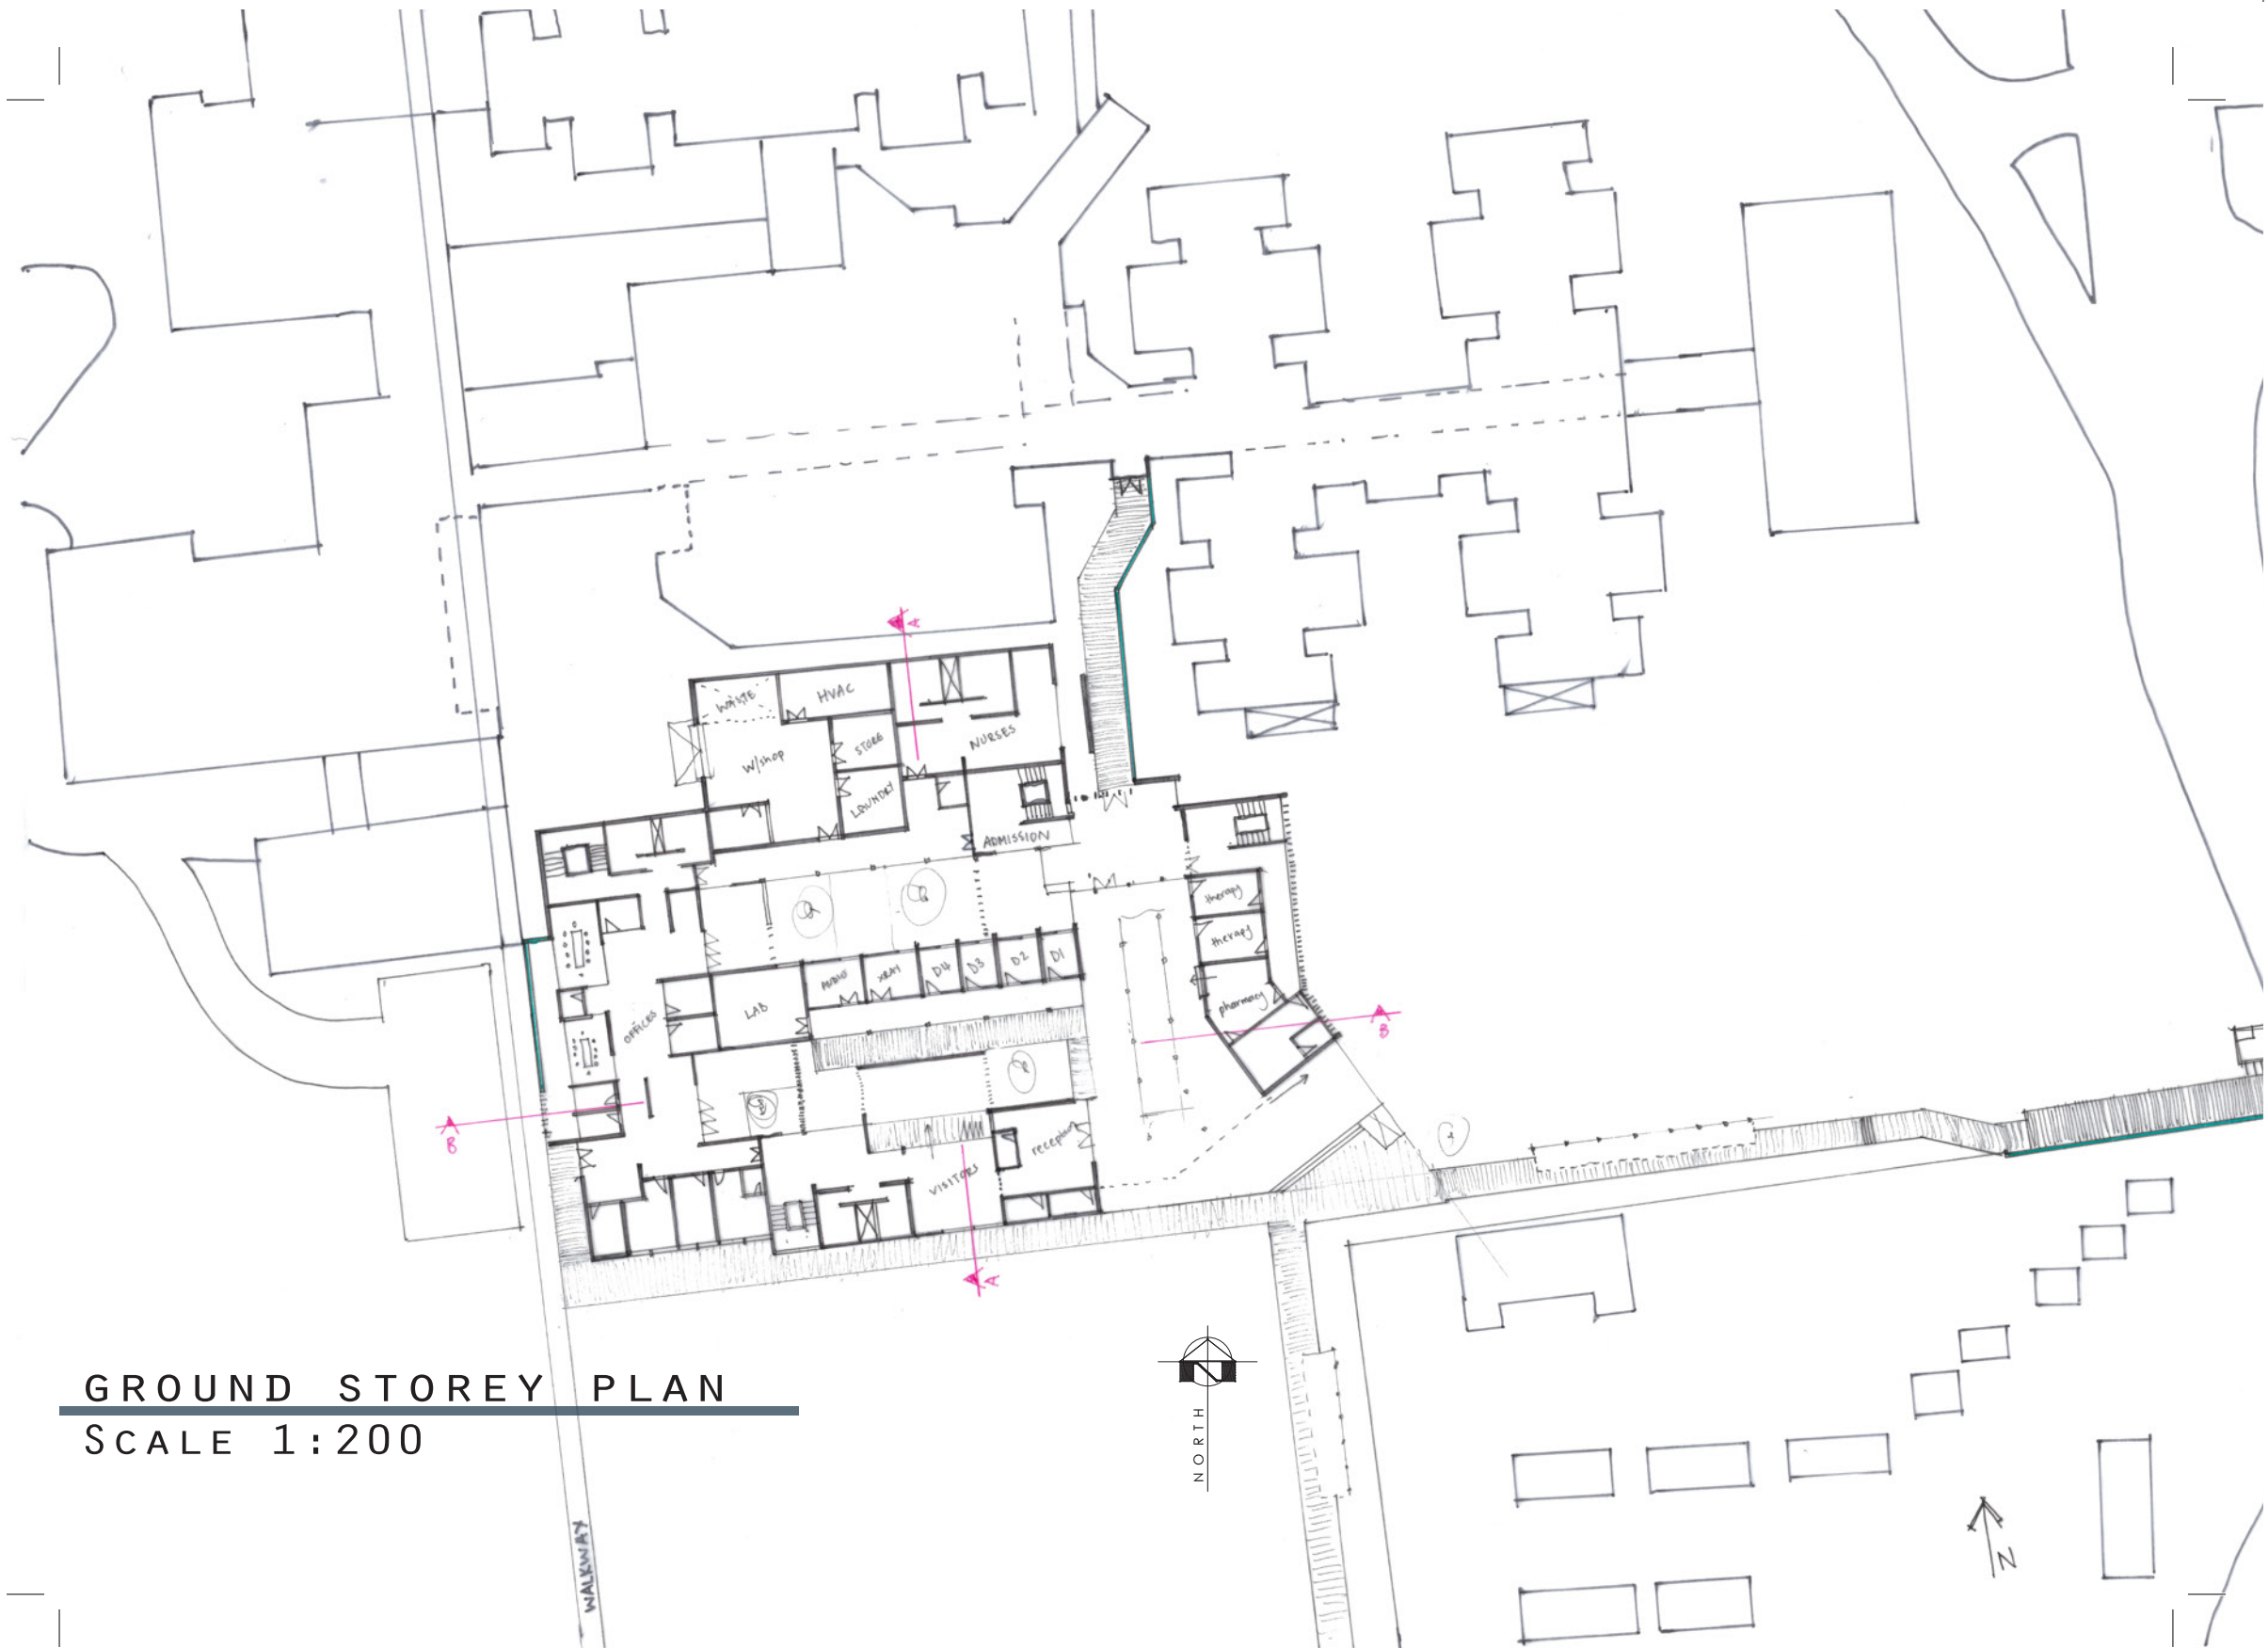 A
WASTE
HVAC
STORE
NURSES
W/shop
LAUNDRY
ADMISSION
therapy
therapy
AUDIO
XRAY
D4
D3
D2
D1
LAB
OFFICES
pharmacy
B
B
reception
VISITORS
A
GROUND STOREY PLAN
SCALE 1:200
N
NORTH
WALKWAY
N